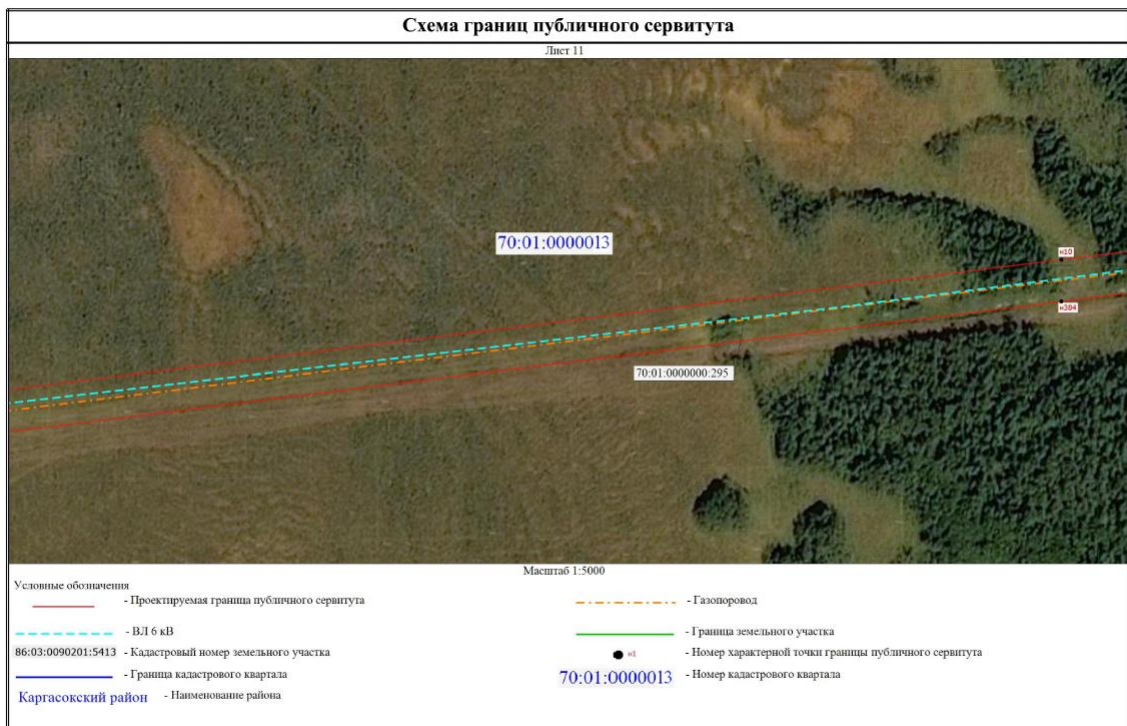 Схема границ публичного сервитута
Лист 11
70:01:0000013
н10
н384
70:01:0000000:295
Масштаб 1:5000
Условные обозначения
- Проектируемая граница публичного сервитута
- Газопоровод
- ВЛ 6 кВ
- Граница земельного участка
86:03:0090201:5413 - Кадастровый номер земельного участка
н1 - Номер характерной точки границы публичного сервитута
- Граница кадастрового квартала
70:01:0000013 - Номер кадастрового квартала
Каргасокский район - Наименование района